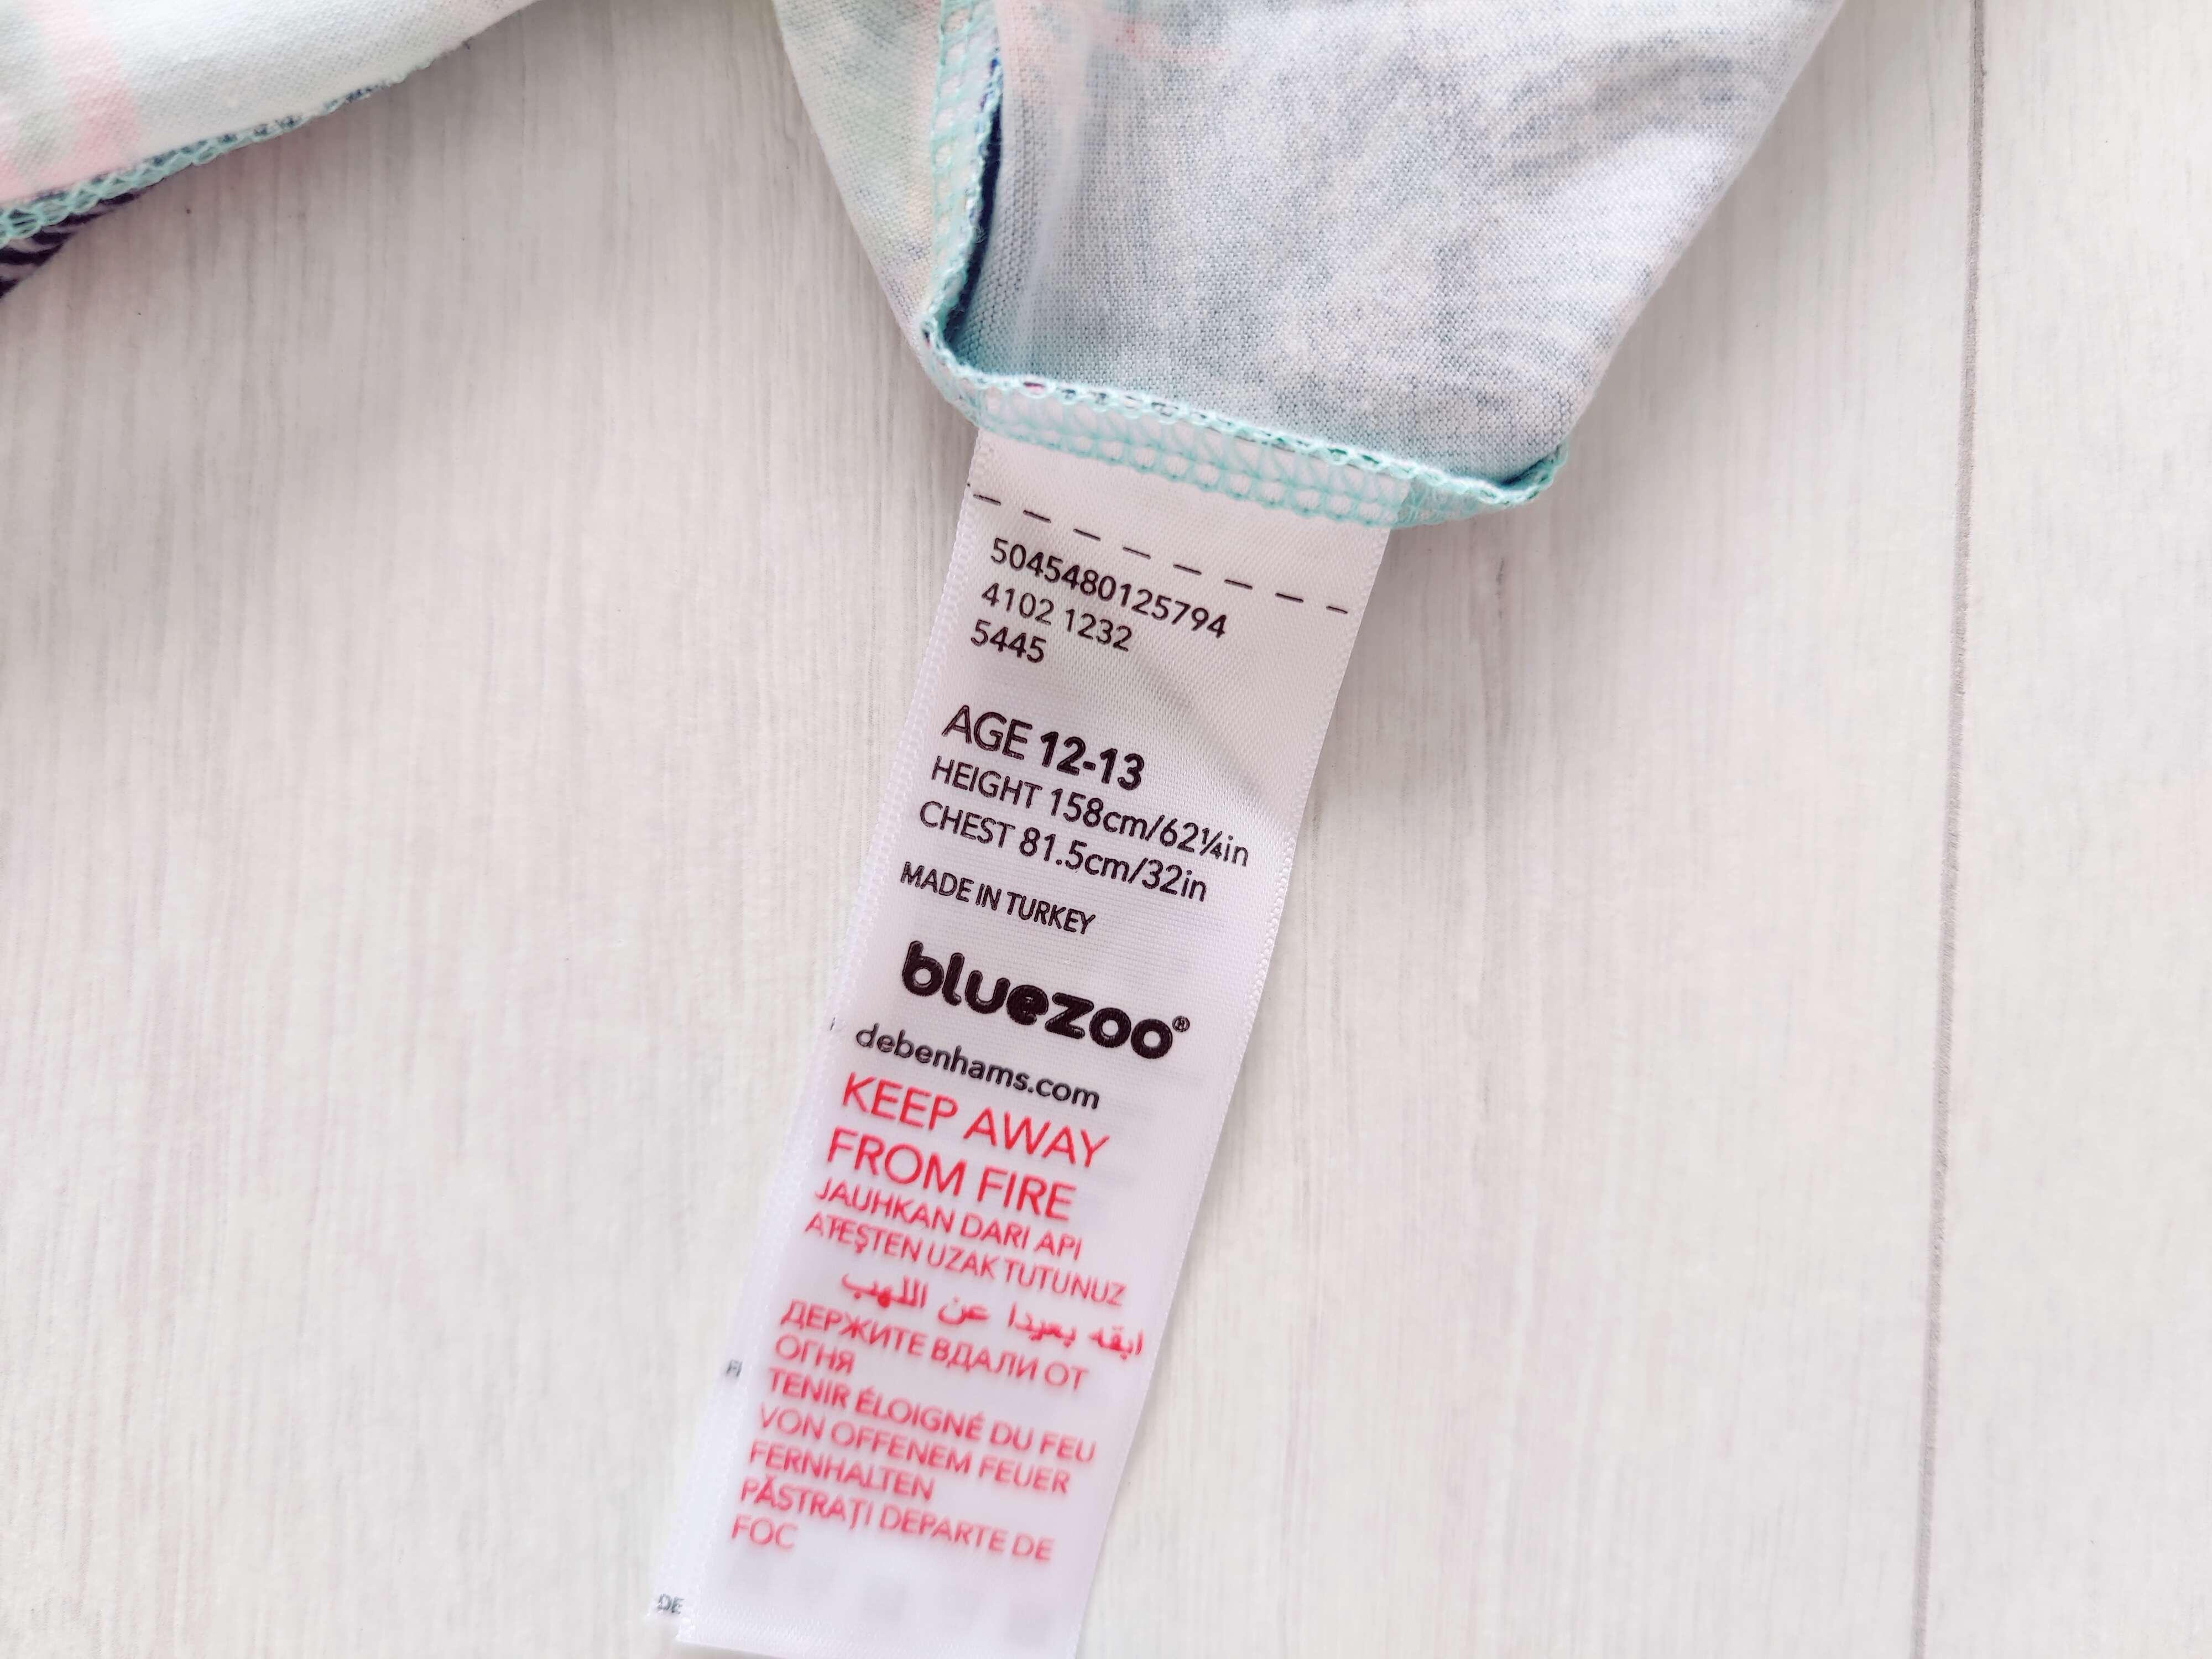 5045480125794
4102 1232
5445
AGE 12-13
HEIGHT 158cm/62¼in
CHEST 81.5cm/32in
MADE IN TURKEY
bluezoo®
debenhams.com
KEEP AWAY
FROM FIRE
JAUHKAN DARI API
ATEŞTEN UZAK TUTUNUZ
ابقه بعيدا عن اللهب
ДЕРЖИТЕ ВДАЛИ ОТ
ОГНЯ
TENIR ÉLOIGNÉ DU FEU
VON OFFENEM FEUER
FERNHALTEN
PĂSTRAȚI DEPARTE DE
FOC
FI
DE